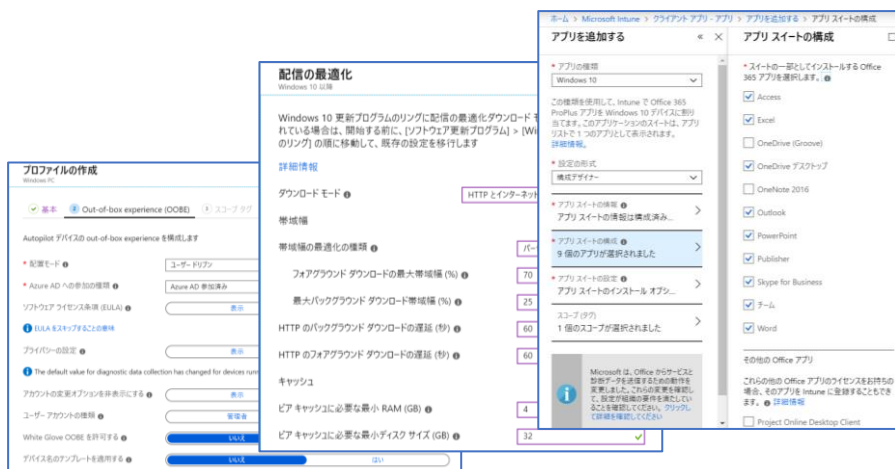 プロファイルの作成
Windows PC
基本
2 Out-of-box experience (OOBE)
3 スコープ タグ
Autopilot デバイスの out-of-box experience を構成します
* 配置モード
ユーザー ドリブン
* Azure AD への参加の種類
Azure AD 参加済み
ソフトウェア ライセンス条項 (EULA)
表示
EULA をスキップすることの意味
プライバシーの設定
表示
The default value for diagnostic data collection has changed for devices run
アカウントの変更オプションを非表示にする
表示
ユーザー アカウントの種類
管理者
White Glove OOBE を許可する
いいえ
デバイス名のテンプレートを適用する
いいえ
はい
配信の最適化
Windows 10 以降
Windows 10 更新プログラムのリングに配信の最適化ダウンロード モ
れている場合は、開始する前に、[ソフトウェア更新プログラム] > [Win
のリング] の順に移動して、既存の設定を移行します
詳細情報
ダウンロード モード
HTTP とインターネット
帯域幅
帯域幅の最適化の種類
パー
フォアグラウンド ダウンロードの最大帯域幅 (%)
70
最大バックグラウンド ダウンロード帯域幅 (%)
25
HTTP のバックグラウンド ダウンロードの遅延 (秒)
60
HTTP のフォアグラウンド ダウンロードの遅延 (秒)
60
キャッシュ
ピア キャッシュに必要な最小 RAM (GB)
4
ピア キャッシュに必要な最小ディスク サイズ (GB)
32
ホーム > Microsoft Intune > クライアント アプリ - アプリ > アプリを追加する > アプリ スイートの構成
アプリを追加する
* アプリの種類
Windows 10
この種類を使用して、Intune で Office 365
ProPlus アプリを Windows 10 デバイスに割り
当てます。このアプリケーションのスイートは、アプリ
リストで 1 つのアプリとして表示されます。
詳細情報。
* 設定の形式
構成デザイナー
* アプリ スイートの情報
アプリ スイートの情報は構成済み...
* アプリ スイートの構成
9 個のアプリが選択されました
* アプリ スイートの設定
アプリ スイートのインストール オプシ...
スコープ (タグ)
1 個のスコープが選択されました
Microsoft は、Office からサービスと
診断データを送信するための動作を
変更しました。これらの変更を確認し
て、設定が組織の要件を満たしてい
ることを確認してください。クリックし
て詳細を確認してください
アプリ スイートの構成
* スイートの一部としてインストールする Office
365 アプリを選択します。
Access
Excel
OneDrive (Groove)
OneDrive デスクトップ
OneNote 2016
Outlook
PowerPoint
Publisher
Skype for Business
チーム
Word
その他の Office アプリ
これらの他の Office アプリのライセンスをお持ちの
場合、そのアプリを Intune に登録することもでき
ます。 詳細情報
Project Online Desktop Client